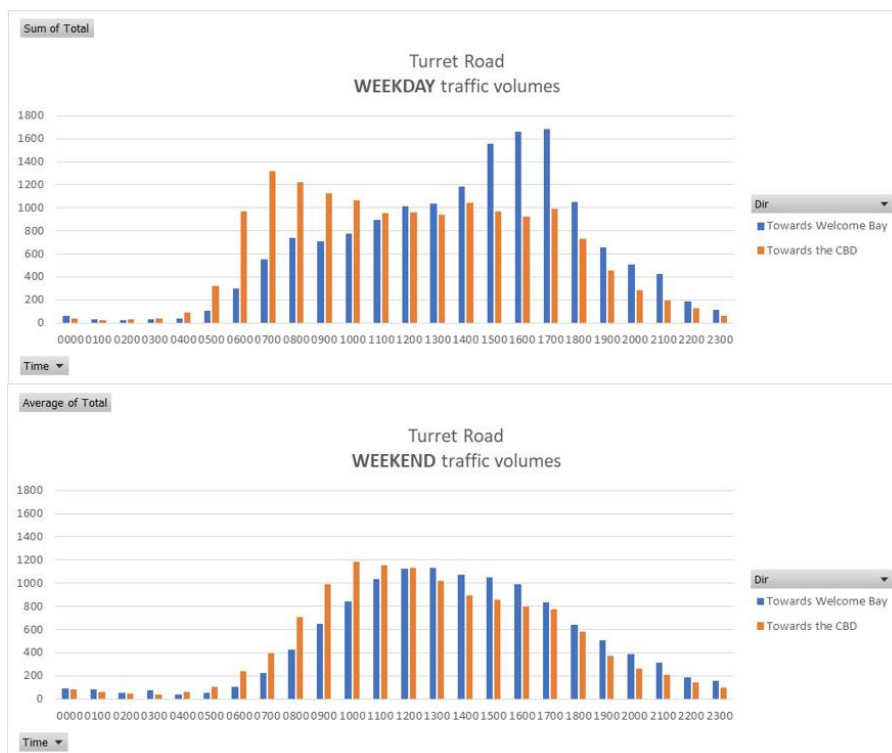 Sum of Total
Turret Road
WEEKDAY traffic volumes
1800
1600
1400
1200
1000
800
600
400
200
0
0000 0100 0200 0300 0400 0500 0600 0700 0800 0900 1000 1100 1200 1300 1400 1500 1600 1700 1800 1900 2000 2100 2200 2300
Dir
Towards Welcome Bay
Towards the CBD
Time
Average of Total
Turret Road
WEEKEND traffic volumes
1800
1600
1400
1200
1000
800
600
400
200
0
0000 0100 0200 0300 0400 0500 0600 0700 0800 0900 1000 1100 1200 1300 1400 1500 1600 1700 1800 1900 2000 2100 2200 2300
Dir
Towards Welcome Bay
Towards the CBD
Time